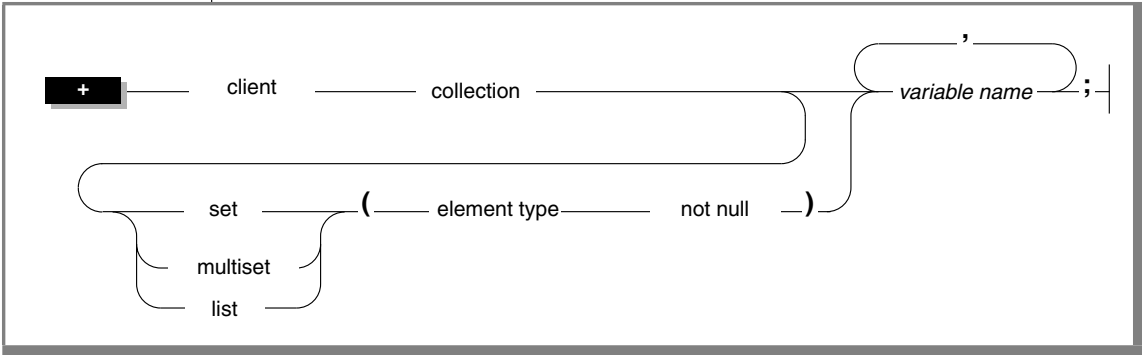 ,
+ client collection variable name ;
set ( element type not null )
multiset
list